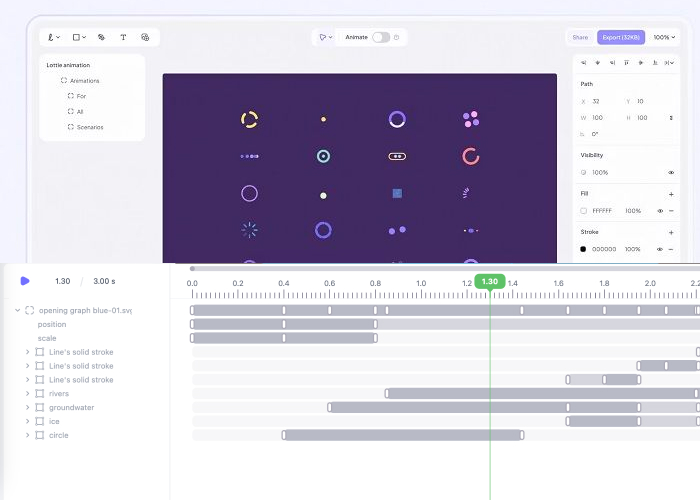 T
Animate
Share
Export (32KB)
100%
Lottie animation
Animations
For
All
Scenarios
Path
X 32 Y 10
W 100 H 100
0°
Visibility
100%
Fill
FFFFFF 100%
Stroke
000000 100%
1.30 / 3.00 s
0.0 0.2 0.4 0.6 0.8 1.0 1.2 1.30 1.4 1.6 1.8 2.0 2.2
opening graph blue-01.svg
position
scale
Line's solid stroke
Line's solid stroke
Line's solid stroke
rivers
groundwater
ice
circle